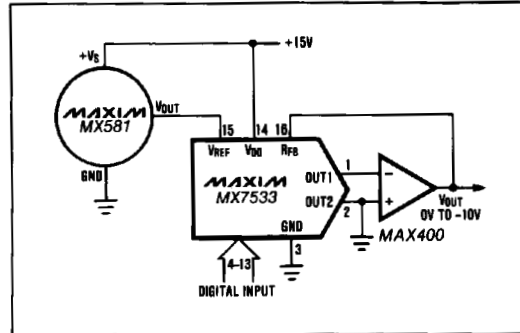 +15V
+VS
MAXIM
MX581
VOUT
GND
15
14
16
VREF
VDD
RFB
MAXIM
MX7533
OUT1
1
OUT2
2
GND
3
4-13
DIGITAL INPUT
-
+
VOUT
0V TO -10V
MAX400